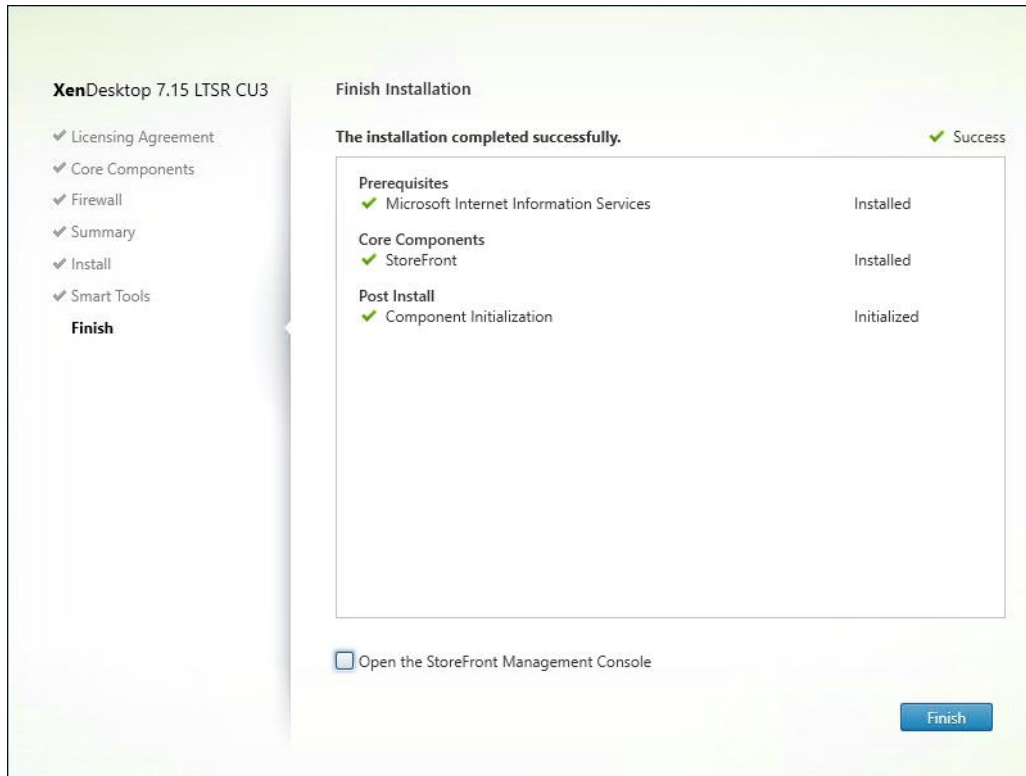 XenDesktop 7.15 LTSR CU3
Licensing Agreement
Core Components
Firewall
Summary
Install
Smart Tools
Finish
Finish Installation
The installation completed successfully.
Success
Prerequisites
Microsoft Internet Information Services Installed
Core Components
StoreFront Installed
Post Install
Component Initialization Initialized
Open the StoreFront Management Console
Finish